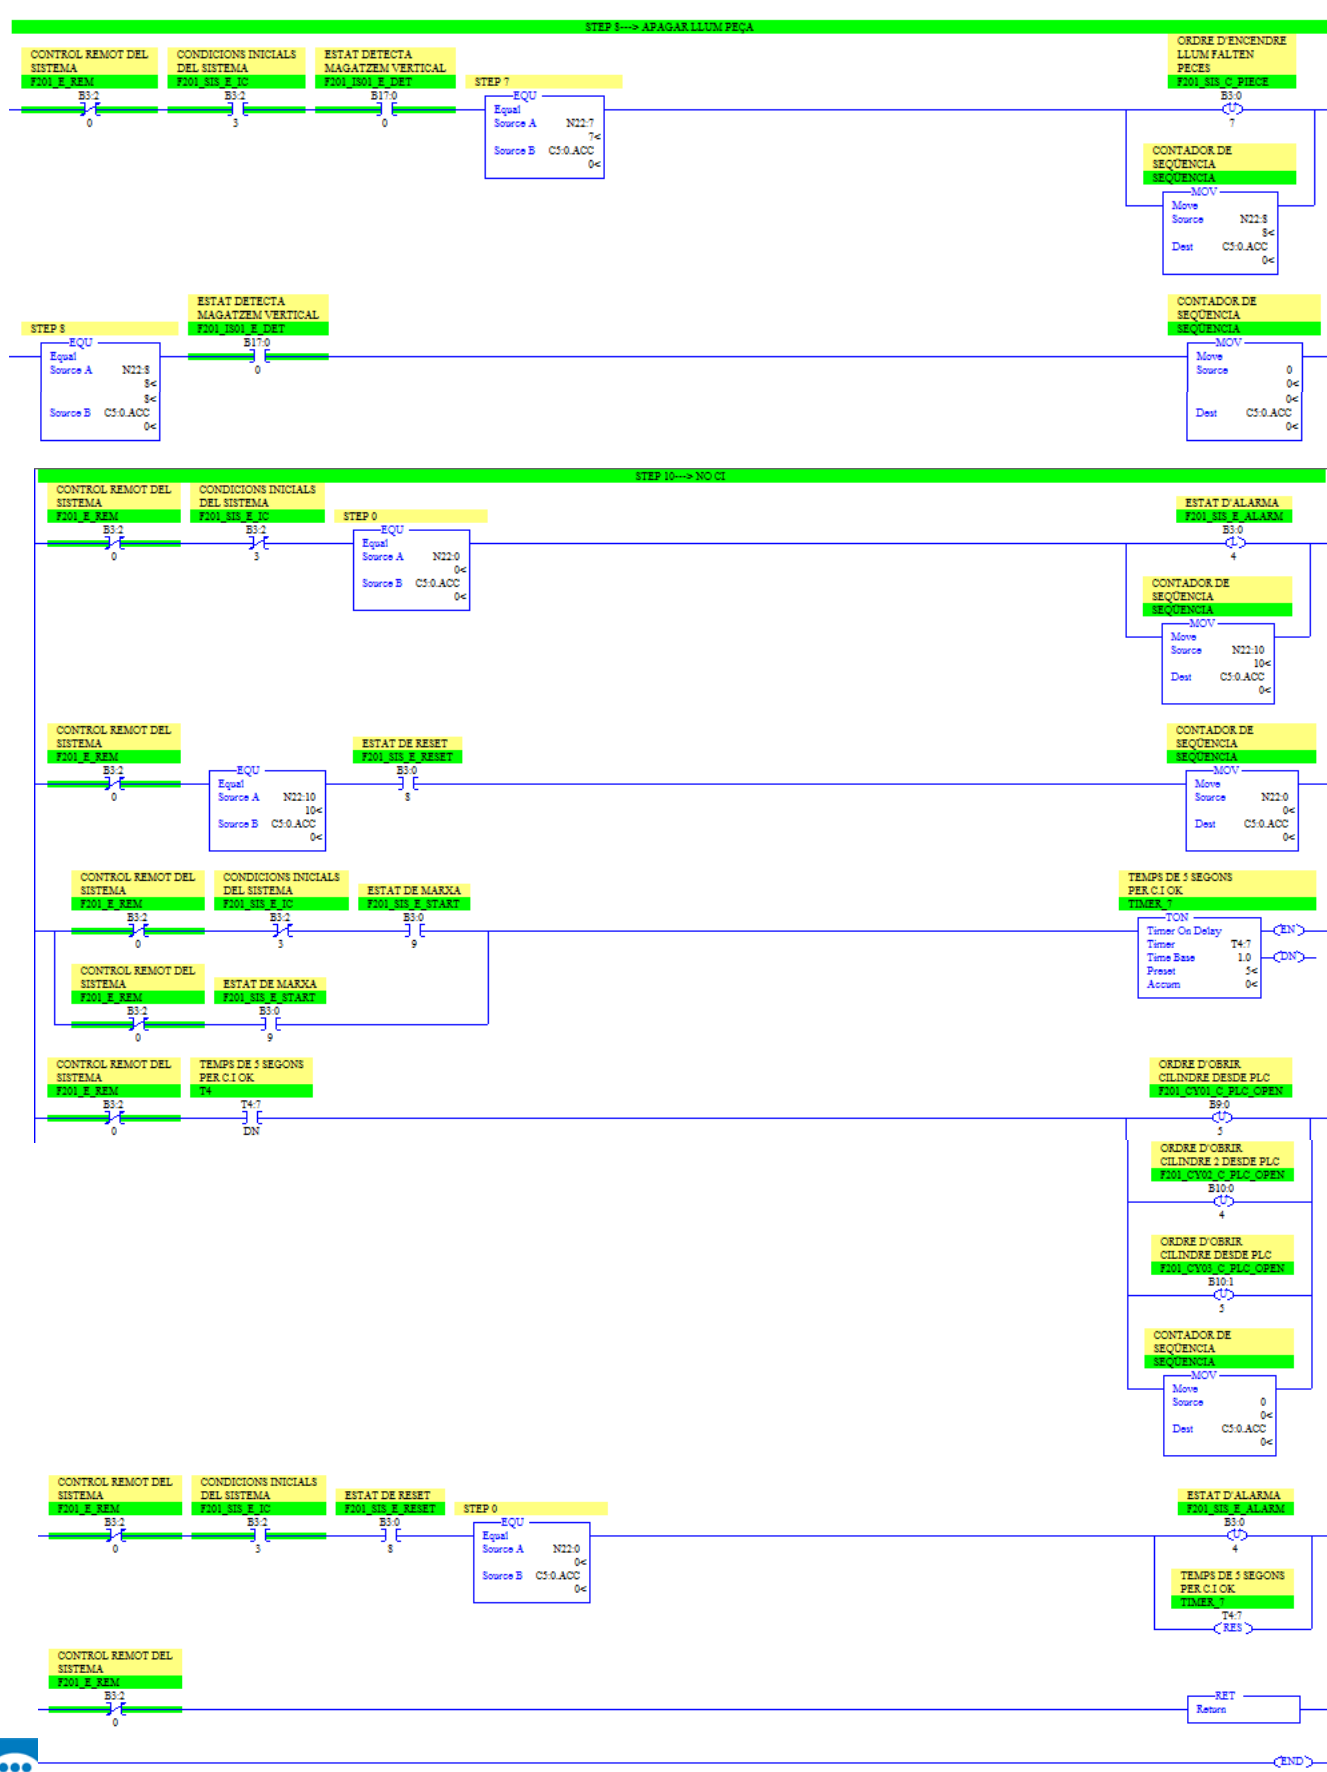 STEP 8---> APAGAR LLUM PEÇA
CONTROL REMOT DEL
SISTEMA
F201_E_REM
B3:2
0
CONDICIONS INICIALS
DEL SISTEMA
F201_SIS_E_IC
B3:2
3
ESTAT DETECTA
MAGATZEM VERTICAL
F201_IS01_E_DET
B17:0
0
STEP 7
EQU
Equal
Source A N22:7
7<
Source B C5:0.ACC
0<
ORDRE D'ENCENDRE
LLUM FALTEN
PECES
F201_SIS_C_PIECE
B3:0
U
7
CONTADOR DE
SEQÜENCIA
SEQÜENCIA
MOV
Move
Source N22:8
8<
Dest C5:0.ACC
0<
STEP 8
EQU
Equal
Source A N22:8
8<
8<
Source B C5:0.ACC
0<
ESTAT DETECTA
MAGATZEM VERTICAL
F201_IS01_E_DET
B17:0
0
CONTADOR DE
SEQÜENCIA
SEQÜENCIA
MOV
Move
Source 0
0<
0<
Dest C5:0.ACC
0<
STEP 10---> NO CI
CONTROL REMOT DEL
SISTEMA
F201_E_REM
B3:2
0
CONDICIONS INICIALS
DEL SISTEMA
F201_SIS_E_IC
B3:2
3
STEP 0
EQU
Equal
Source A N22:0
0<
Source B C5:0.ACC
0<
ESTAT D'ALARMA
F201_SIS_E_ALARM
B3:0
L
4
CONTADOR DE
SEQÜENCIA
SEQÜENCIA
MOV
Move
Source N22:10
10<
Dest C5:0.ACC
0<
CONTROL REMOT DEL
SISTEMA
F201_E_REM
B3:2
0
EQU
Equal
Source A N22:10
10<
Source B C5:0.ACC
0<
ESTAT DE RESET
F201_SIS_E_RESET
B3:0
8
CONTADOR DE
SEQÜENCIA
SEQÜENCIA
MOV
Move
Source N22:0
0<
Dest C5:0.ACC
0<
CONTROL REMOT DEL
SISTEMA
F201_E_REM
B3:2
0
CONDICIONS INICIALS
DEL SISTEMA
F201_SIS_E_IC
B3:2
3
ESTAT DE MARXA
F201_SIS_E_START
B3:0
9
TEMPS DE 5 SEGONS
PER C.I OK
TIMER_7
TON
Timer On Delay
Timer T4:7
Time Base 1.0
Preset 5<
Accum 0<
EN
DN
CONTROL REMOT DEL
SISTEMA
F201_E_REM
B3:2
0
ESTAT DE MARXA
F201_SIS_E_START
B3:0
9
CONTROL REMOT DEL
SISTEMA
F201_E_REM
B3:2
0
TEMPS DE 5 SEGONS
PER C.I OK
T4
T4:7
DN
ORDRE D'OBRIR
CILINDRE DESDE PLC
F201_CY01_C_PLC_OPEN
B9:0
U
5
ORDRE D'OBRIR
CILINDRE 2 DESDE PLC
F201_CY02_C_PLC_OPEN
B10:0
U
4
ORDRE D'OBRIR
CILINDRE DESDE PLC
F201_CY03_C_PLC_OPEN
B10:1
U
5
CONTADOR DE
SEQÜENCIA
SEQÜENCIA
MOV
Move
Source 0
0<
Dest C5:0.ACC
0<
CONTROL REMOT DEL
SISTEMA
F201_E_REM
B3:2
0
CONDICIONS INICIALS
DEL SISTEMA
F201_SIS_E_IC
B3:2
3
ESTAT DE RESET
F201_SIS_E_RESET
B3:0
8
STEP 0
EQU
Equal
Source A N22:0
0<
Source B C5:0.ACC
0<
ESTAT D'ALARMA
F201_SIS_E_ALARM
B3:0
U
4
TEMPS DE 5 SEGONS
PER C.I OK
TIMER_7
T4:7
RES
CONTROL REMOT DEL
SISTEMA
F201_E_REM
B3:2
0
RET
Return
END